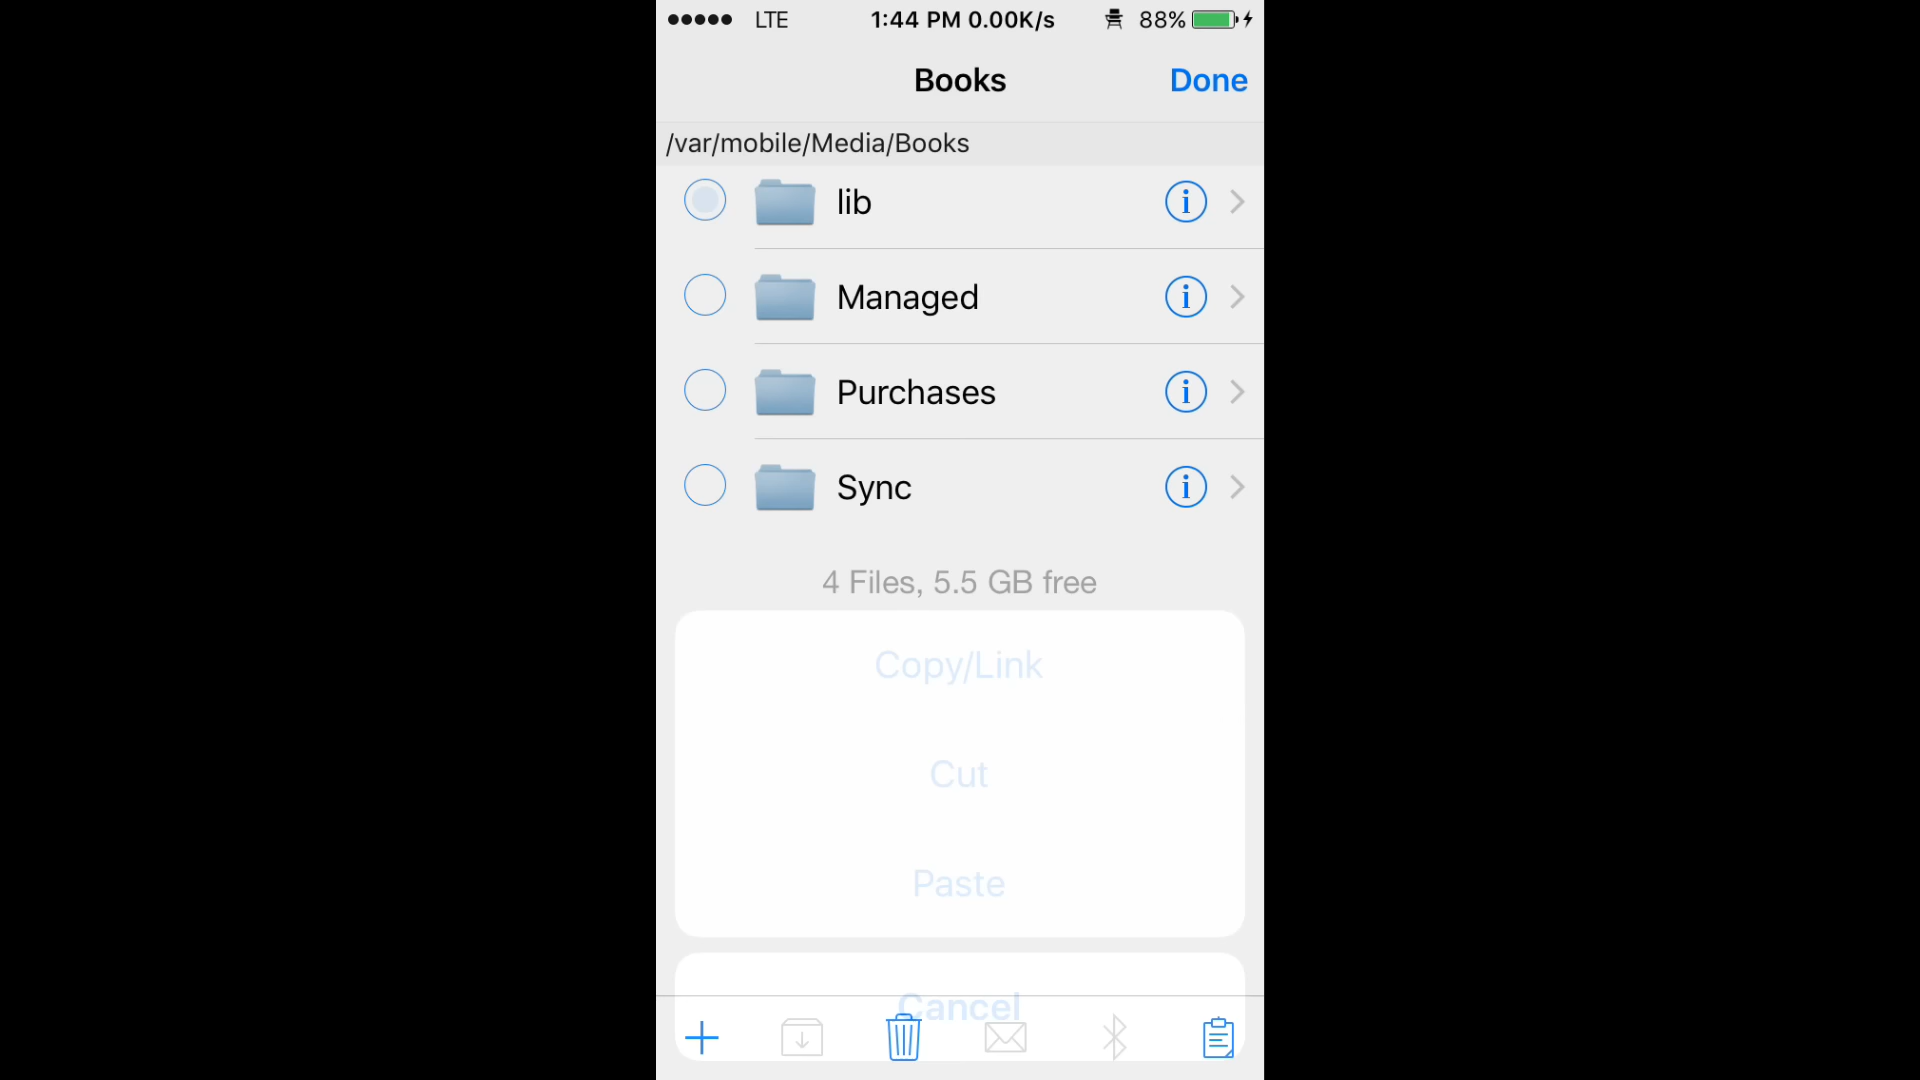 LTE 1:44 PM 0.00K/s 88%
Books Done
/var/mobile/Media/Books
lib
Managed
Purchases
Sync
4 Files, 5.5 GB free
Copy/Link
Cut
Paste
Cancel